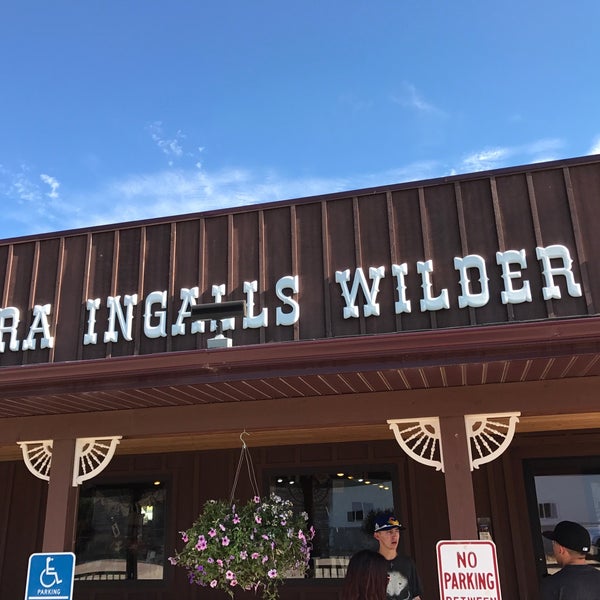 RA INGALLS WILDER
PARKING
NO
PARKING
BETWEEN